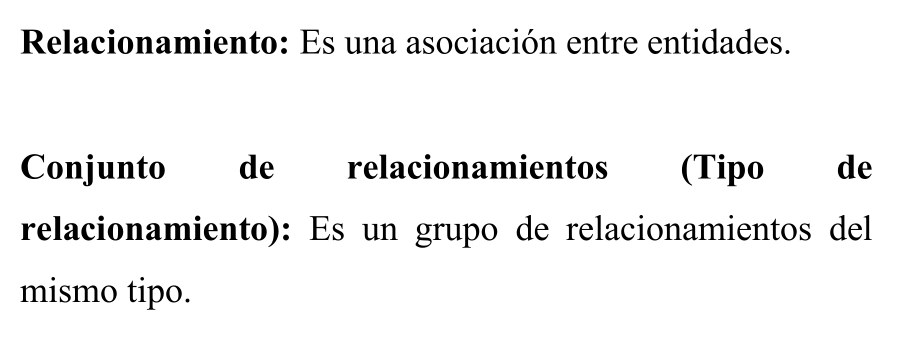 Relacionamiento: Es una asociación entre entidades.
Conjunto de relacionamientos (Tipo de
relacionamiento): Es un grupo de relacionamientos del
mismo tipo.